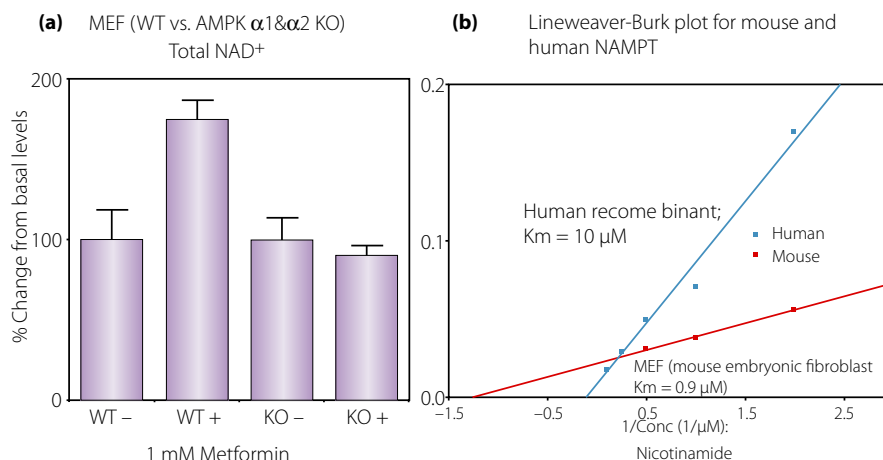 (a) MEF (WT vs. AMPK α1&α2 KO)
Total NAD+
% Change from basal levels
200
100
0
WT – WT + KO – KO +
1 mM Metformin
(b) Lineweaver-Burk plot for mouse and
human NAMPT
0.2
0.1
0.0
Human recome binant;
Km = 10 µM
Human
Mouse
MEF (mouse embryonic fibroblast
Km = 0.9 µM)
–1.5 –0.5 0.5 1.5 2.5
1/Conc (1/µM):
Nicotinamide